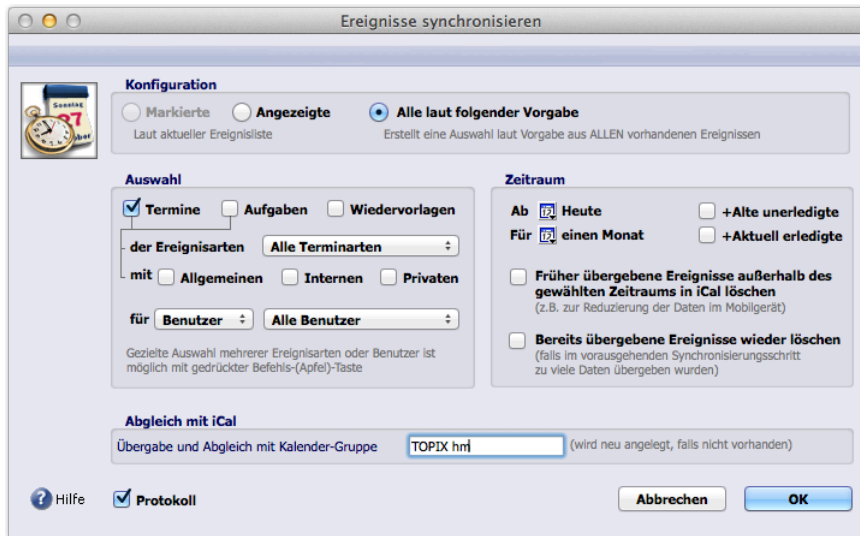 Ereignisse synchronisieren
Konfiguration
Markierte Angezeigte Alle laut folgender Vorgabe
Laut aktueller Ereignisliste Erstellt eine Auswahl laut Vorgabe aus ALLEN vorhandenen Ereignissen
Sonntag
27
Auswahl
Termine Aufgaben Wiedervorlagen
der Ereignisarten Alle Terminarten
mit Allgemeinen Internen Privaten
für Benutzer Alle Benutzer
Gezielte Auswahl mehrerer Ereignisarten oder Benutzer ist
möglich mit gedrückter Befehls-(Apfel)-Taste
Zeitraum
Ab 12 Heute +Alte unerledigte
Für 12 einen Monat +Aktuell erledigte
Früher übergebene Ereignisse außerhalb des
gewählten Zeitraums in iCal löschen
(z.B. zur Reduzierung der Daten im Mobilgerät)
Bereits übergebene Ereignisse wieder löschen
(falls im vorausgehenden Synchronisierungsschritt
zu viele Daten übergeben wurden)
Abgleich mit iCal
Übergabe und Abgleich mit Kalender-Gruppe TOPIX hm (wird neu angelegt, falls nicht vorhanden)
? Hilfe Protokoll Abbrechen OK